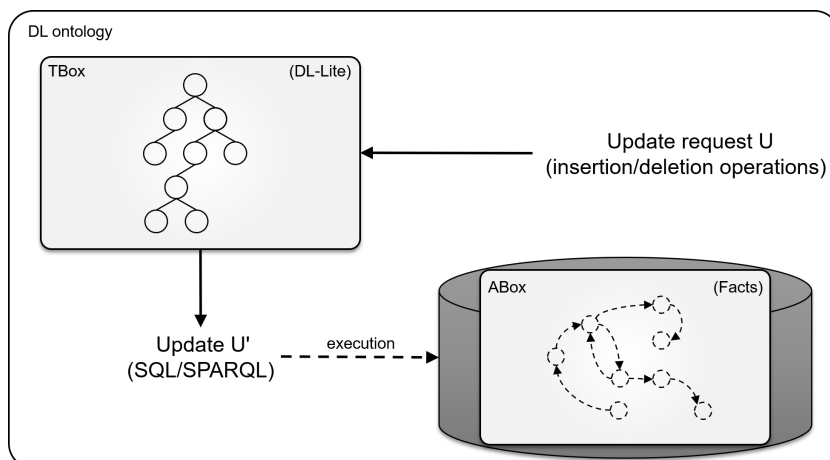 DL ontology
TBox (DL-Lite)
Update request U
(insertion/deletion operations)
ABox (Facts)
Update U'
(SQL/SPARQL)
execution